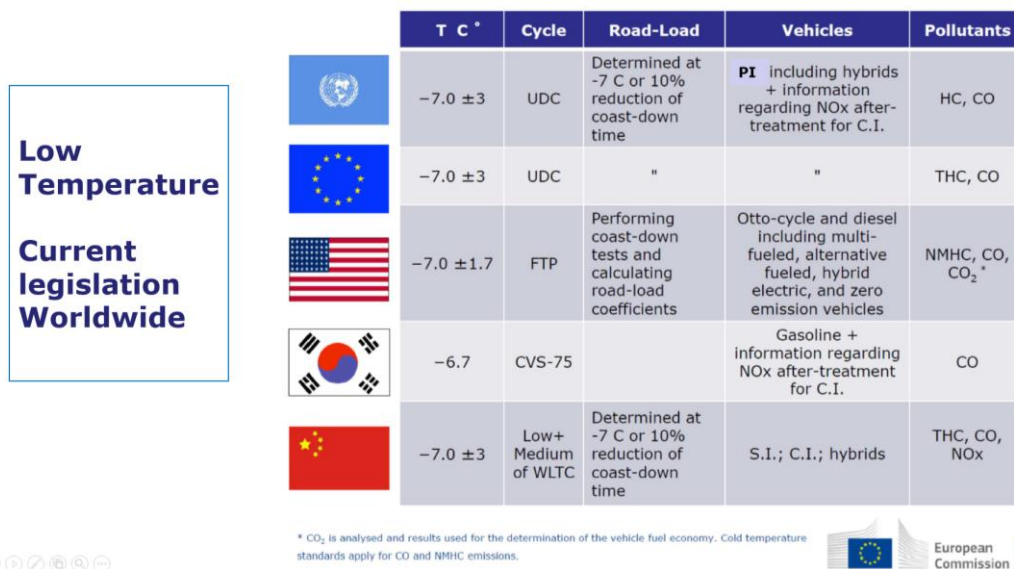 Low
Temperature
Current
legislation
Worldwide
T C °
Cycle
Road-Load
Vehicles
Pollutants
−7.0 ±3
UDC
Determined at
-7 C or 10%
reduction of
coast-down
time
PI including hybrids
+ information
regarding NOx after-
treatment for C.I.
HC, CO
−7.0 ±3
UDC
"
"
THC, CO
−7.0 ±1.7
FTP
Performing
coast-down
tests and
calculating
road-load
coefficients
Otto-cycle and diesel
including multi-
fueled, alternative
fueled, hybrid
electric, and zero
emission vehicles
NMHC, CO,
CO₂ *
−6.7
CVS-75
Gasoline +
information regarding
NOx after-treatment
for C.I.
CO
−7.0 ±3
Low+
Medium
of WLTC
Determined at
-7 C or 10%
reduction of
coast-down
time
S.I.; C.I.; hybrids
THC, CO,
NOx
* CO₂ is analysed and results used for the determination of the vehicle fuel economy. Cold temperature
standards apply for CO and NMHC emissions.
European
Commission